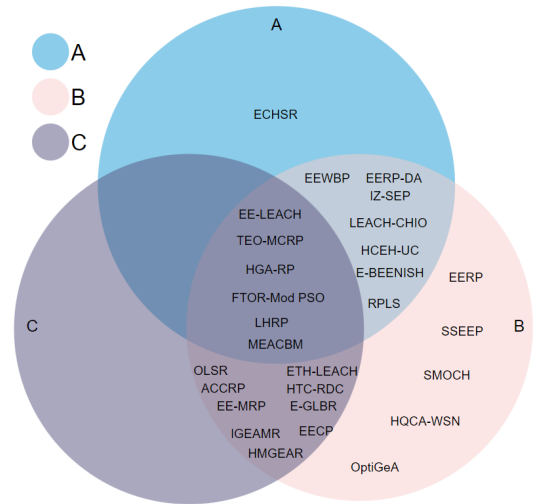 A
A
B
C
ECHSR
EEWBP
EERP-DA
IZ-SEP
EE-LEACH
LEACH-CHIO
TEO-MCRP
HCEH-UC
HGA-RP
E-BEENISH
EERP
FTOR-Mod PSO
RPLS
LHRP
C
SSEEP
B
MEACBM
OLSR
ETH-LEACH
SMOCH
ACCRP
HTC-RDC
EE-MRP
E-GLBR
HQCA-WSN
IGEAMR
EECP
HMGEAR
OptiGeA